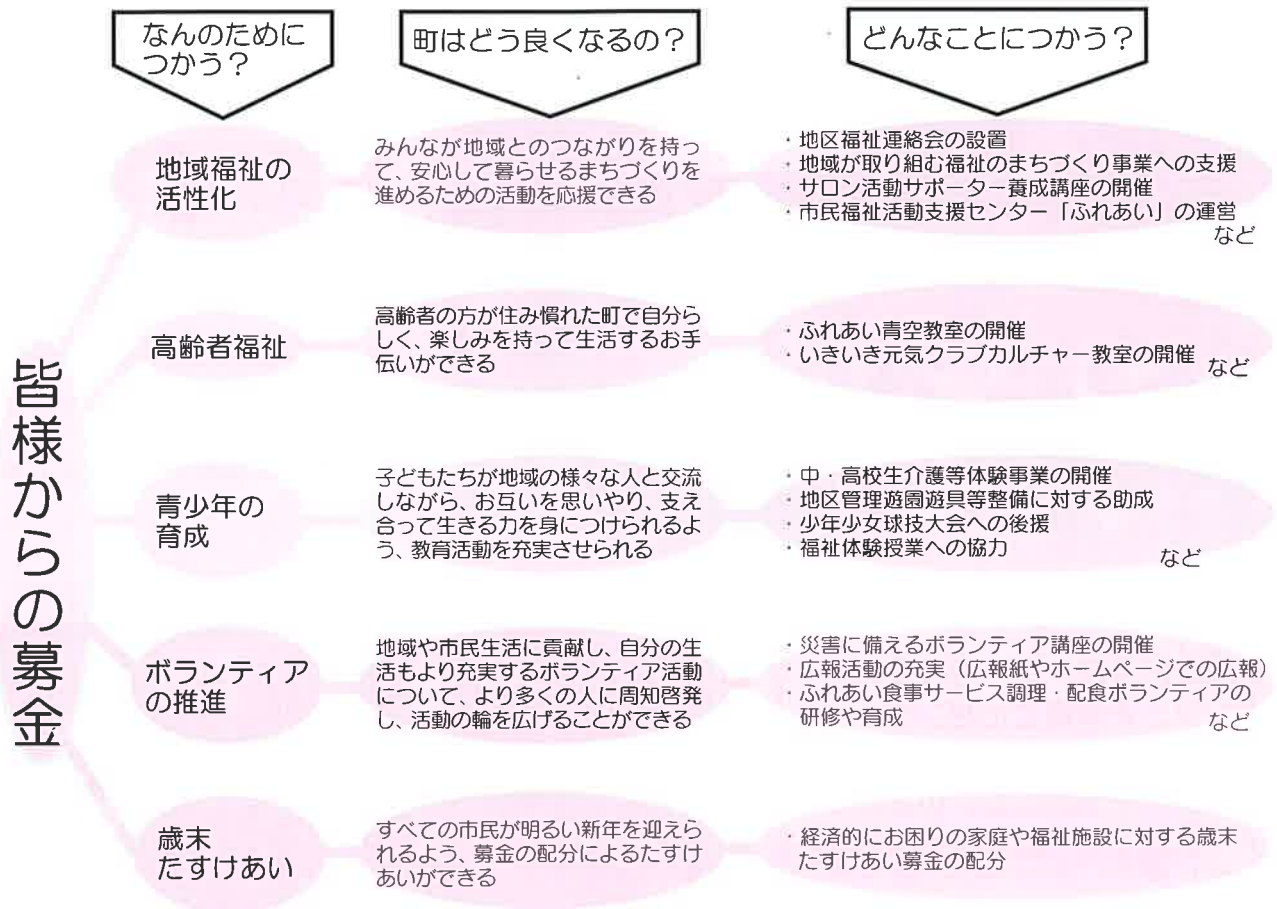 なんのために
つかう？
町はどう良くなるの？
どんなことにつかう？
皆様からの募金
地域福祉の
活性化
みんなが地域とのつながりを持っ
て、安心して暮らせるまちづくりを
進めるための活動を応援できる
・地区福祉連絡会の設置
・地域が取り組む福祉のまちづくり事業への支援
・サロン活動サポーター養成講座の開催
・市民福祉活動支援センター「ふれあい」の運営
など
高齢者福祉
高齢者の方が住み慣れた町で自分ら
しく、楽しみを持って生活するお手
伝いができる
・ふれあい青空教室の開催
・いきいき元気クラブカルチャー教室の開催
など
青少年の
育成
子どもたちが地域の様々な人と交流
しながら、お互いを思いやり、支え
合って生きる力を身につけられるよ
う、教育活動を充実させられる
・中・高校生介護等体験事業の開催
・地区管理遊園遊具等整備に対する助成
・少年少女球技大会への後援
・福祉体験授業への協力
など
ボランティア
の推進
地域や市民生活に貢献し、自分の生
活もより充実するボランティア活動
について、より多くの人に周知啓発
し、活動の輪を広げることができる
・災害に備えるボランティア講座の開催
・広報活動の充実（広報紙やホームページでの広報）
・ふれあい食事サービス調理・配食ボランティアの
研修や育成
など
歳末
たすけあい
すべての市民が明るい新年を迎えら
れるよう、募金の配分によるたすけ
あいができる
・経済的にお困りの家庭や福祉施設に対する歳末
たすけあい募金の配分